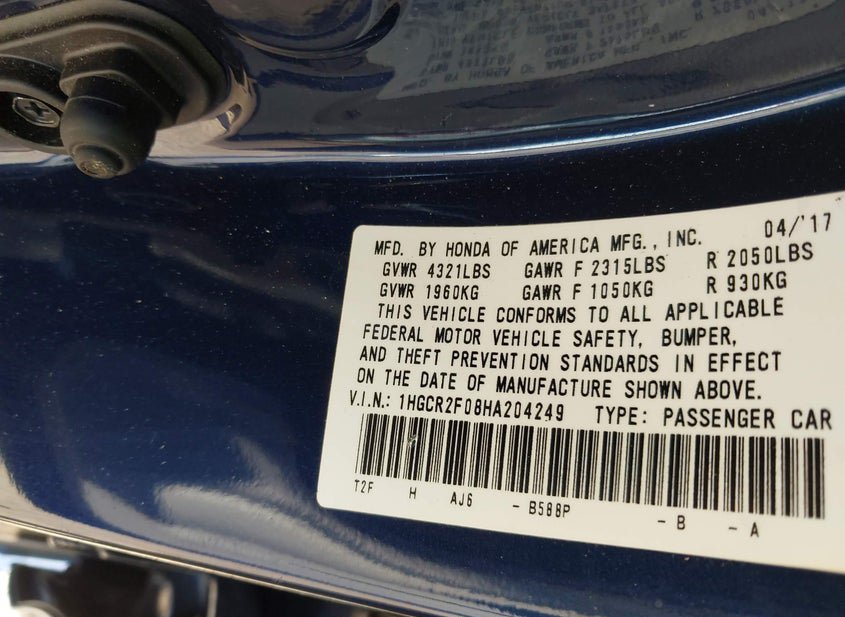 04/'17
MFD. BY HONDA OF AMERICA MFG., INC.
GVWR 4321LBS GAWR F 2315LBS R 2050LBS
GVWR 1960KG GAWR F 1050KG R 930KG
THIS VEHICLE CONFORMS TO ALL APPLICABLE
FEDERAL MOTOR VEHICLE SAFETY, BUMPER,
AND THEFT PREVENTION STANDARDS IN EFFECT
ON THE DATE OF MANUFACTURE SHOWN ABOVE.
V.I.N.: 1HGCR2F08HA204249 TYPE: PASSENGER CAR
T2F H AJ6 - B588P - B - A